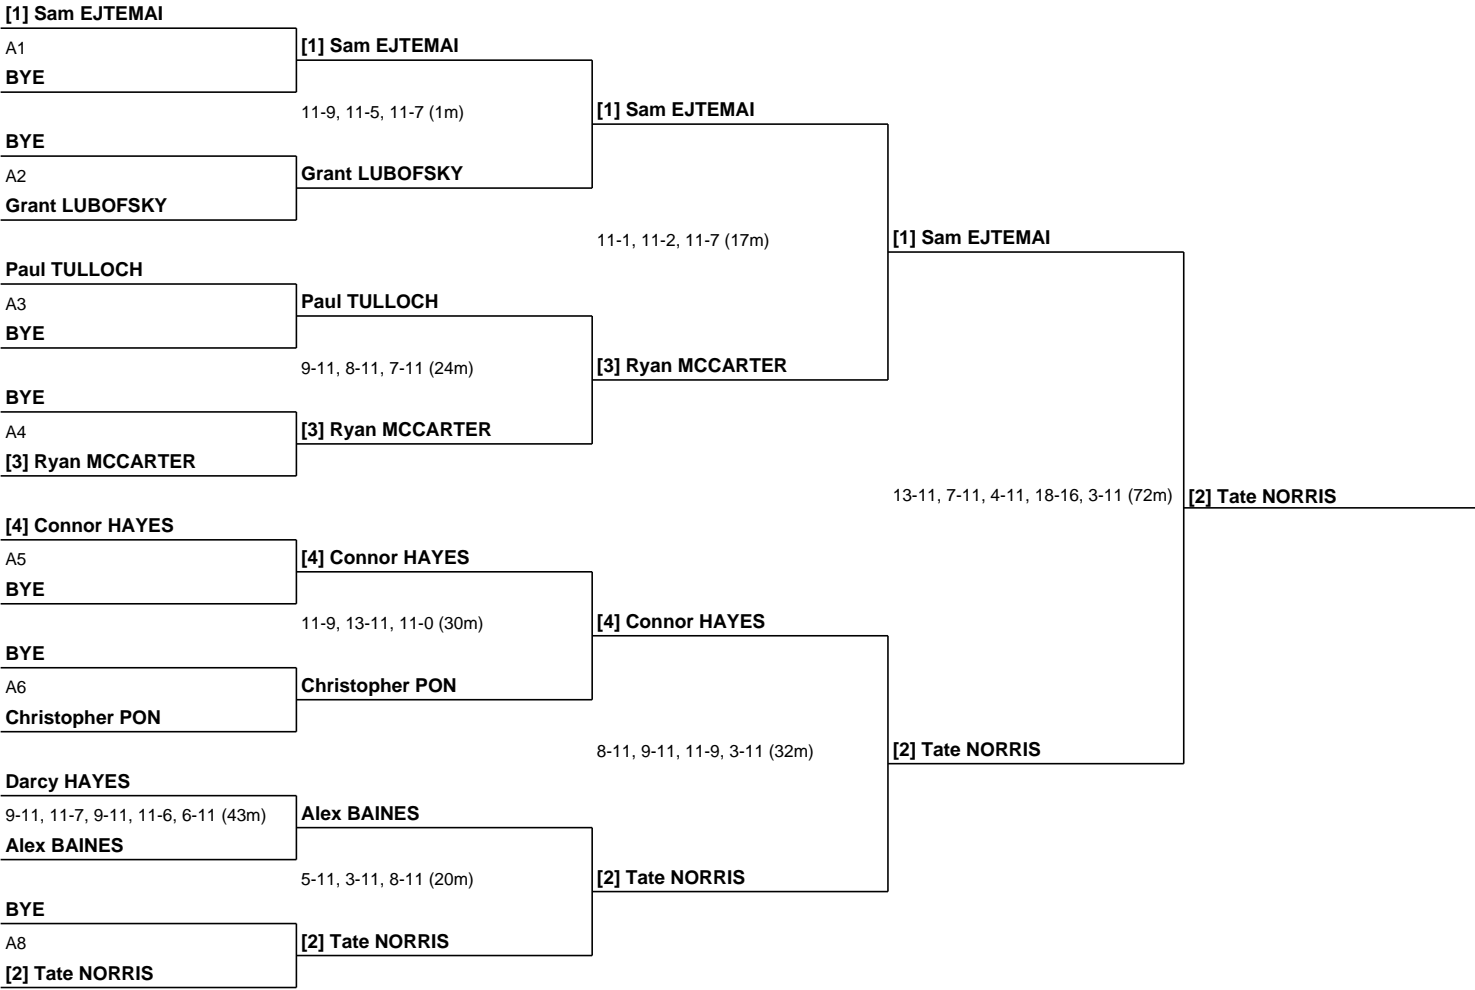 [1] Sam EJTEMAI
A1
BYE
[1] Sam EJTEMAI
11-9, 11-5, 11-7 (1m)
BYE
A2
Grant LUBOFSKY
Grant LUBOFSKY
[1] Sam EJTEMAI
11-1, 11-2, 11-7 (17m)
Paul TULLOCH
A3
BYE
Paul TULLOCH
9-11, 8-11, 7-11 (24m)
BYE
A4
[3] Ryan MCCARTER
[3] Ryan MCCARTER
[3] Ryan MCCARTER
[1] Sam EJTEMAI
13-11, 7-11, 4-11, 18-16, 3-11 (72m)
[2] Tate NORRIS
[4] Connor HAYES
A5
BYE
[4] Connor HAYES
11-9, 13-11, 11-0 (30m)
BYE
A6
Christopher PON
Christopher PON
[4] Connor HAYES
8-11, 9-11, 11-9, 3-11 (32m)
[2] Tate NORRIS
Darcy HAYES
9-11, 11-7, 9-11, 11-6, 6-11 (43m)
Alex BAINES
Alex BAINES
5-11, 3-11, 8-11 (20m)
[2] Tate NORRIS
BYE
A8
[2] Tate NORRIS
[2] Tate NORRIS